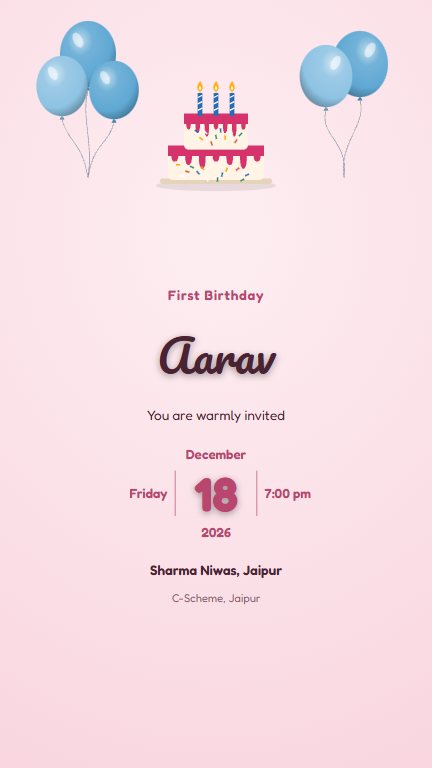 First Birthday
Aarav
You are warmly invited
December
Friday 18 7:00 pm
2026
Sharma Niwas, Jaipur
C-Scheme, Jaipur